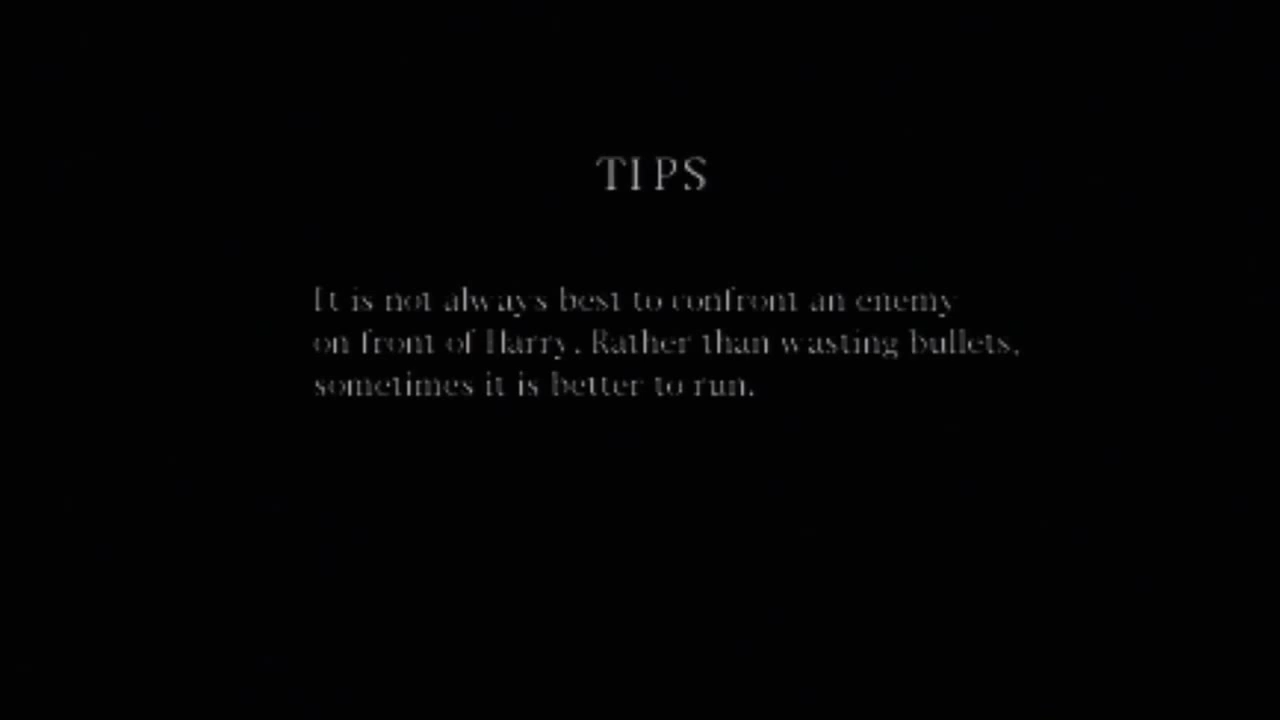 TIPS
It is not always best to confront an enemy
on front of Harry. Rather than wasting bullets,
sometimes it is better to run.